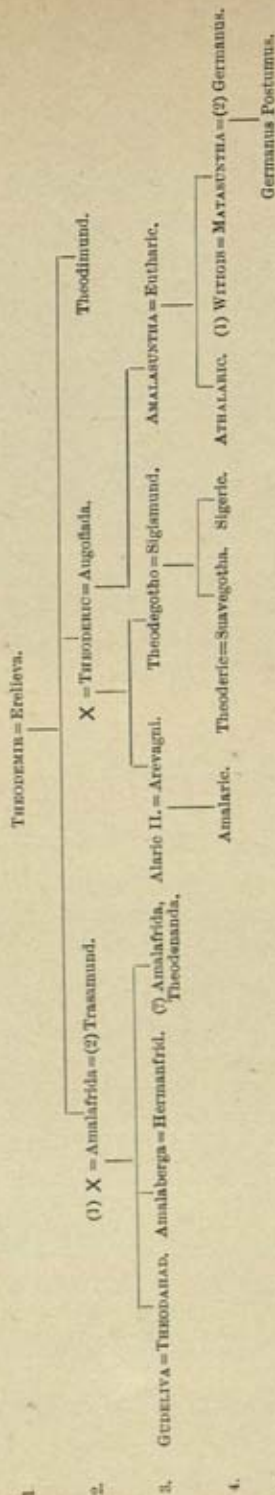 1. THEODEMIR = Erelieva.
2. (1) X = Amalafrida = (2) Trasamund. X = THEODERIC = Augoflada. Theodimund.
3. GUDELIVA = THEODAHAD. Amalaberga = Hermanfrid. (?) Amalafrida, Alaric II. = Arevagni. Theodegotho = Sigismund. AMALASUNTHA = Eutharic.
Theodenanda.
4. Amalaric. Theoderic = Suavegotha. Sigeric. ATHALARIC. (1) WITIGIS = MATASUNTHA = (2) Germanus.
Germanus Postumus.